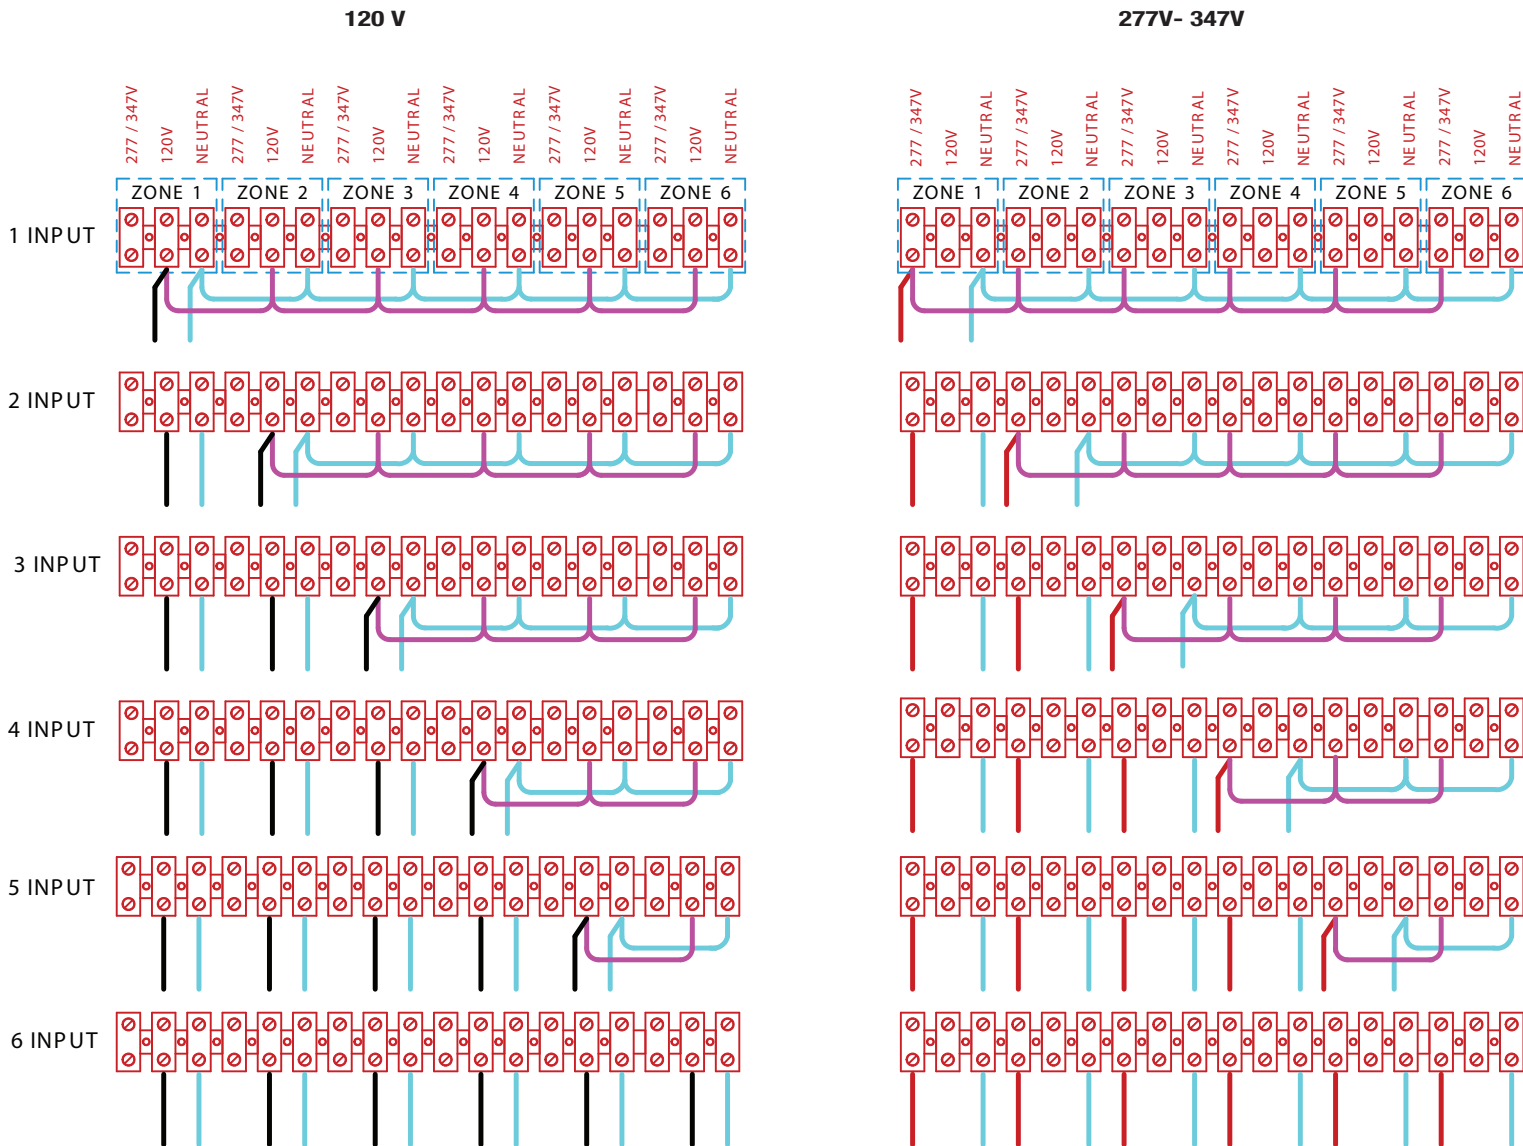 120 V
277V- 347V
277 / 347V
120V
NEUTRAL
277 / 347V
120V
NEUTRAL
277 / 347V
120V
NEUTRAL
277 / 347V
120V
NEUTRAL
277 / 347V
120V
NEUTRAL
277 / 347V
120V
NEUTRAL
277 / 347V
120V
NEUTRAL
277 / 347V
120V
NEUTRAL
277 / 347V
120V
NEUTRAL
277 / 347V
120V
NEUTRAL
277 / 347V
120V
NEUTRAL
277 / 347V
120V
NEUTRAL
ZONE 1 ZONE 2 ZONE 3 ZONE 4 ZONE 5 ZONE 6
ZONE 1 ZONE 2 ZONE 3 ZONE 4 ZONE 5 ZONE 6
1 INPUT
2 INPUT
3 INPUT
4 INPUT
5 INPUT
6 INPUT